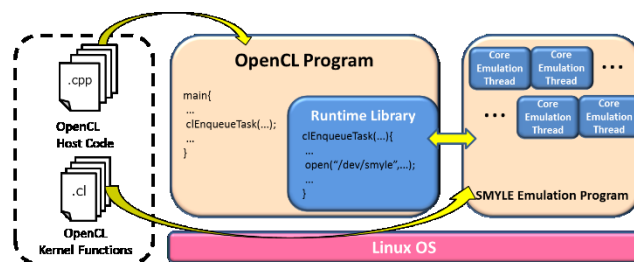 .cpp
OpenCL
Host Code
.cl
OpenCL
Kernel Functions
OpenCL Program
main{
...
clEnqueueTask(...);
...
}
Runtime Library
clEnqueueTask(...){
...
open(“/dev/smyle”,...);
...
}
Core
Emulation
Thread
Core
Emulation
Thread
...
...
Core
Emulation
Thread
Core
Emulation
Thread
SMYLE Emulation Program
Linux OS